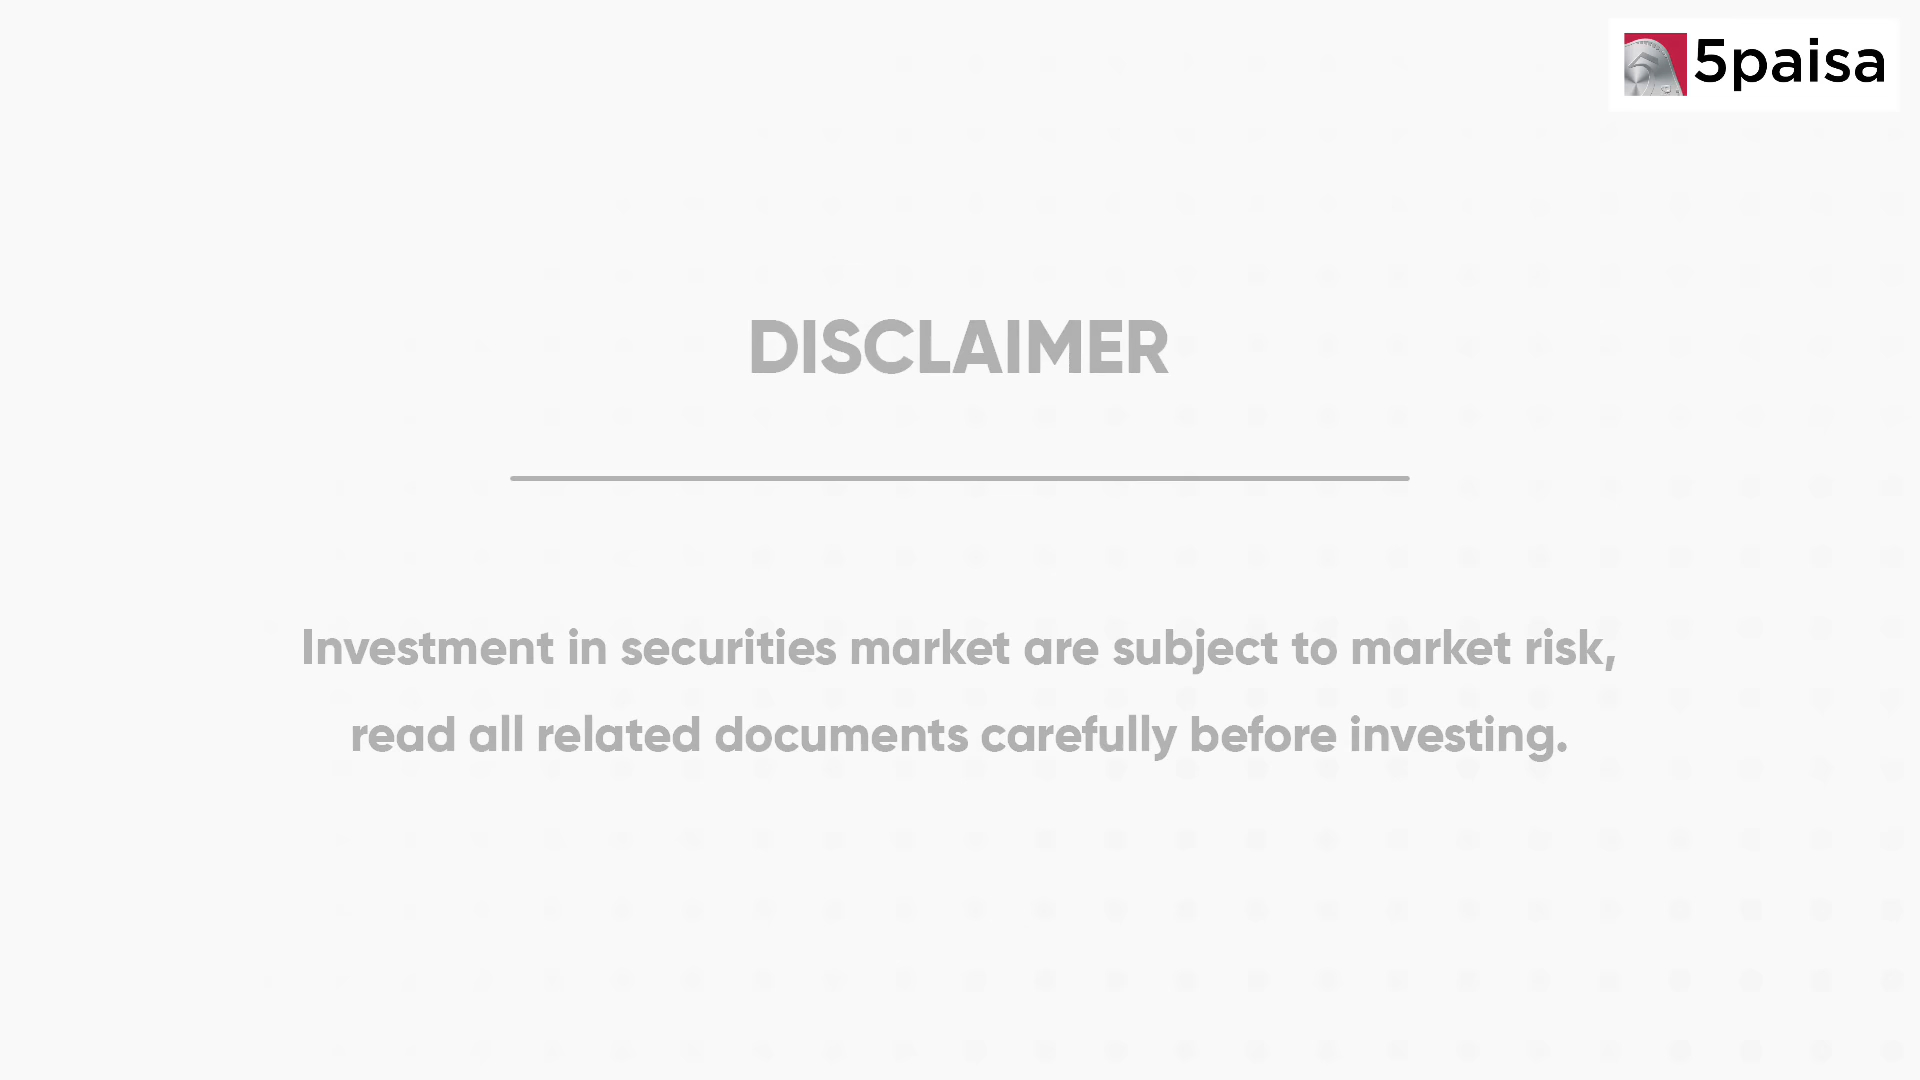 5paisa
DISCLAIMER
Investment in securities market are subject to market risk,
read all related documents carefully before investing.